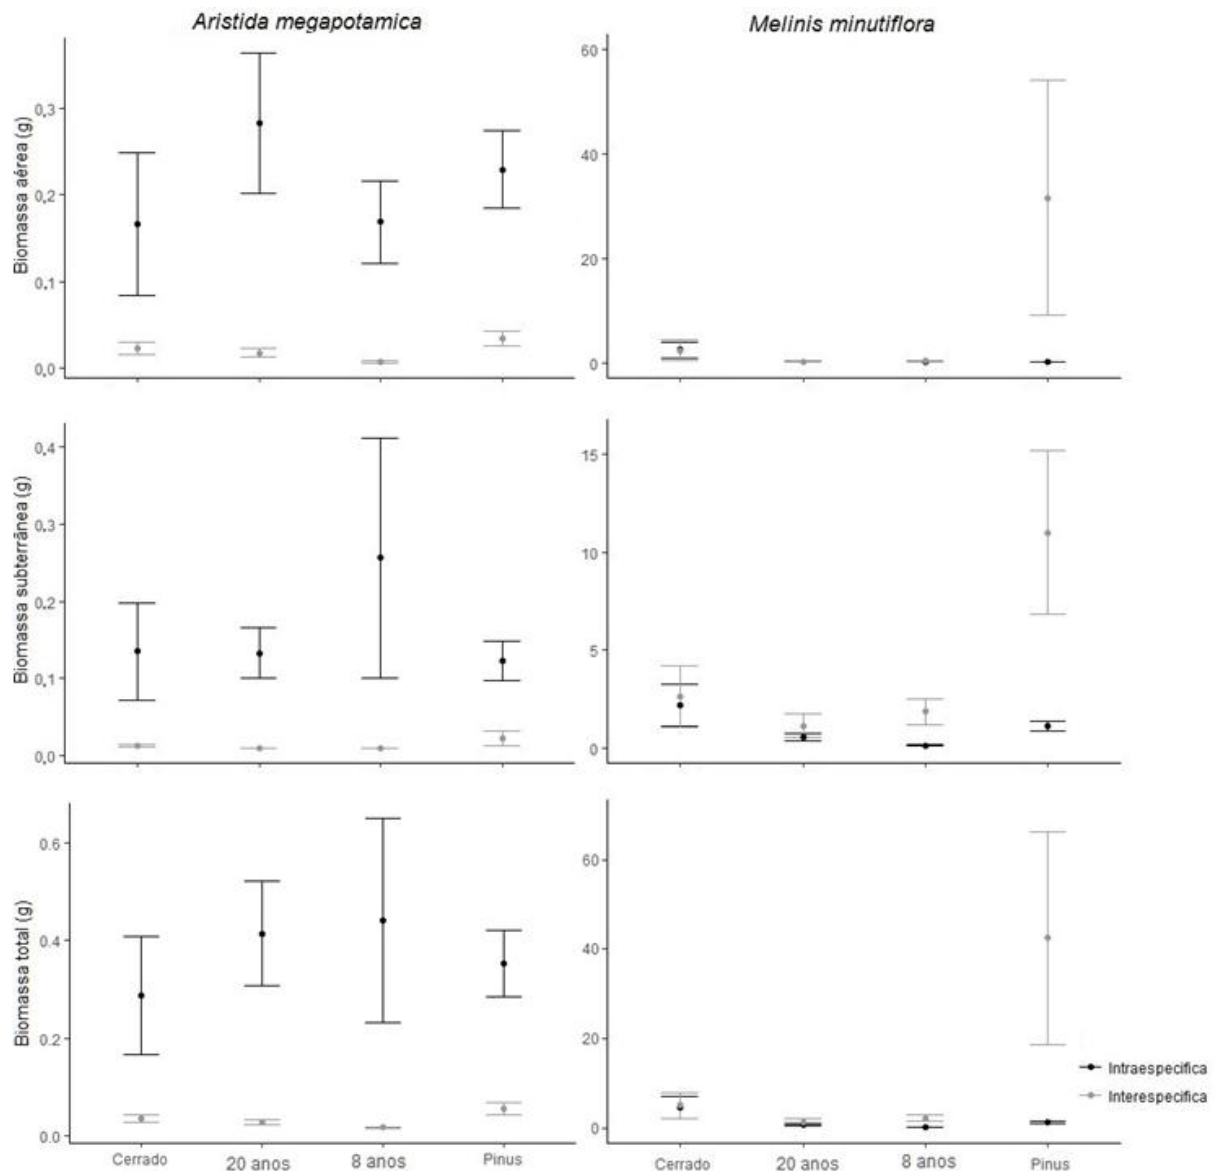 Aristida megapotamica
Melinis minutiflora
Biomassa aérea (g)
0,3
0,2
0,1
0,0
60
40
20
0
Biomassa subterrânea (g)
0,4
0,3
0,2
0,1
0,0
15
10
5
0
Biomassa total (g)
0.6
0.4
0.2
0.0
60
40
20
0
Intraespecifica
Interespecifica
Cerrado 20 anos 8 anos Pinus
Cerrado 20 anos 8 anos Pinus